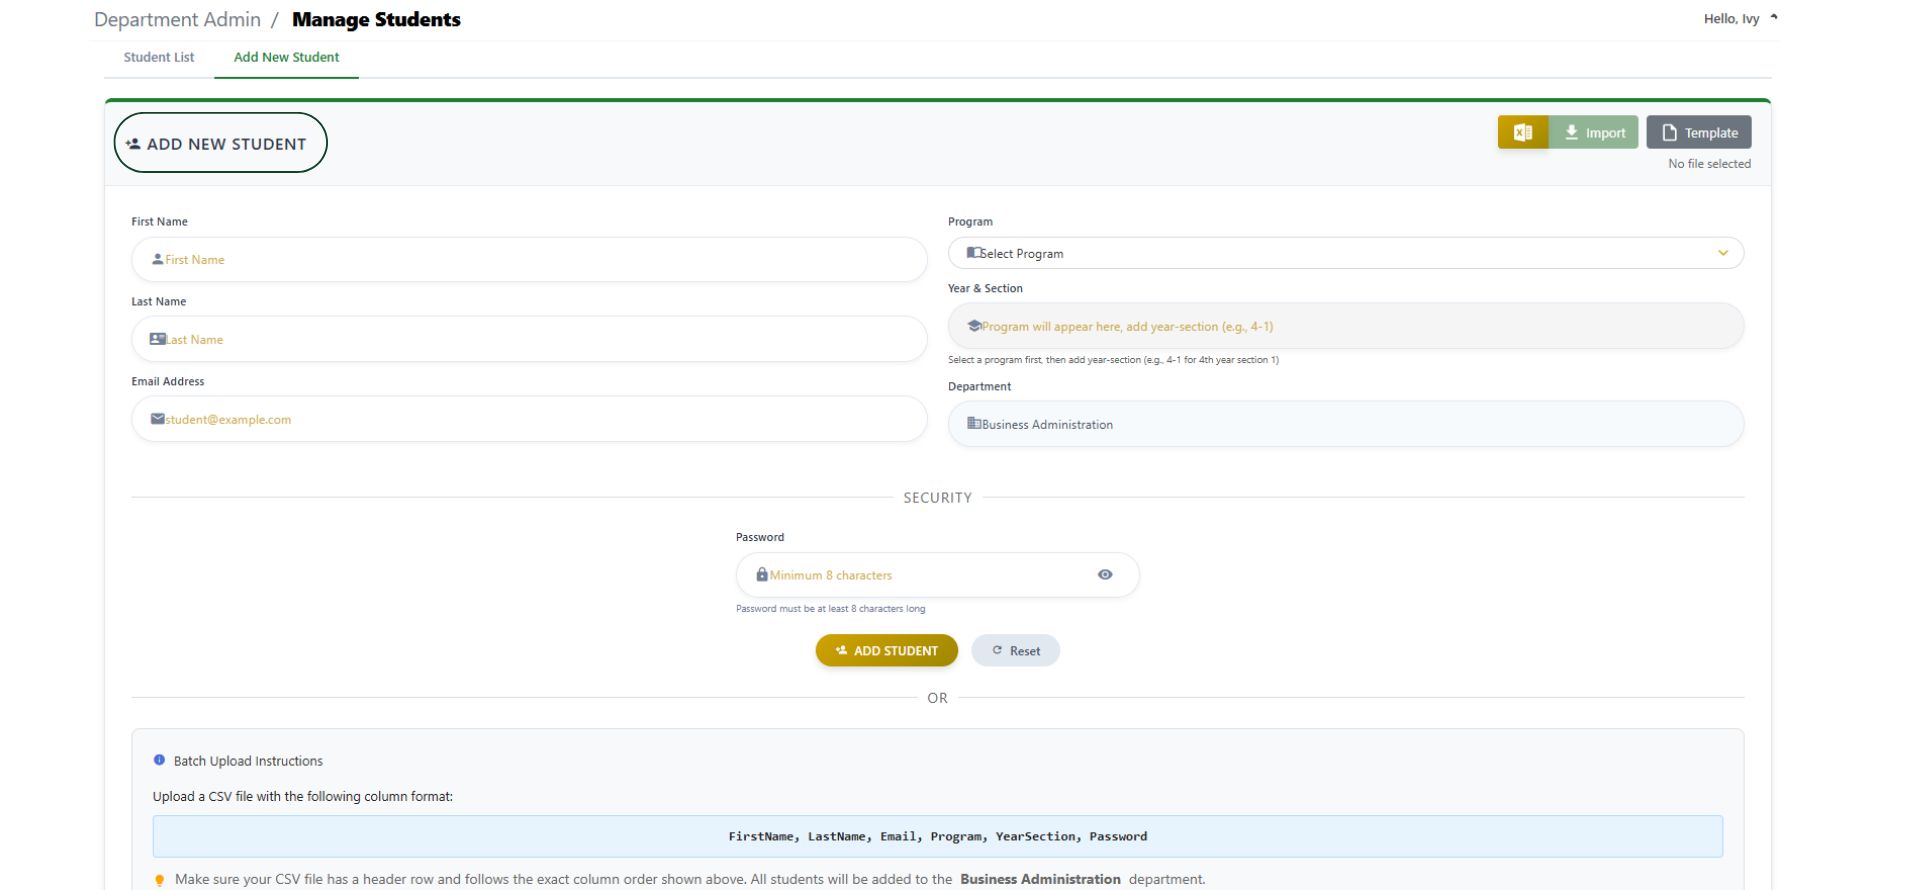 Department Admin / Manage Students
Hello, Ivy
Student List
Add New Student
ADD NEW STUDENT
Import
Template
No file selected
First Name
First Name
Last Name
Last Name
Email Address
student@example.com
Program
Select Program
Year & Section
Program will appear here, add year-section (e.g., 4-1)
Select a program first, then add year-section (e.g., 4-1 for 4th year section 1)
Department
Business Administration
SECURITY
Password
Minimum 8 characters
Password must be at least 8 characters long
ADD STUDENT
Reset
OR
Batch Upload Instructions
Upload a CSV file with the following column format:
FirstName, LastName, Email, Program, YearSection, Password
Make sure your CSV file has a header row and follows the exact column order shown above. All students will be added to the Business Administration department.